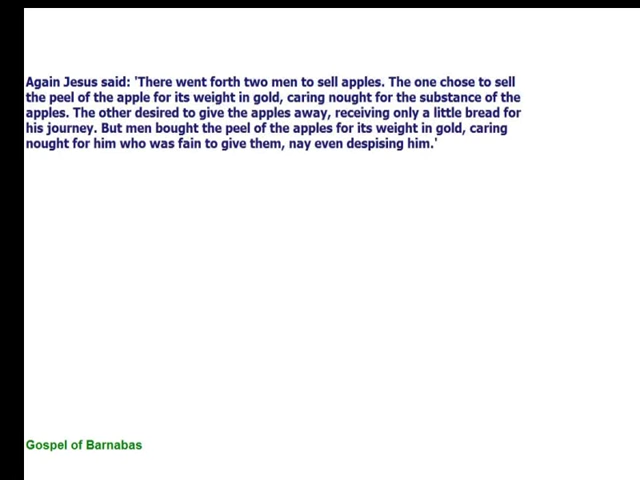 Again Jesus said: 'There went forth two men to sell apples. The one chose to sell
the peel of the apple for its weight in gold, caring nought for the substance of the
apples. The other desired to give the apples away, receiving only a little bread for
his journey. But men bought the peel of the apples for its weight in gold, caring
nought for him who was fain to give them, nay even despising him.'
Gospel of Barnabas